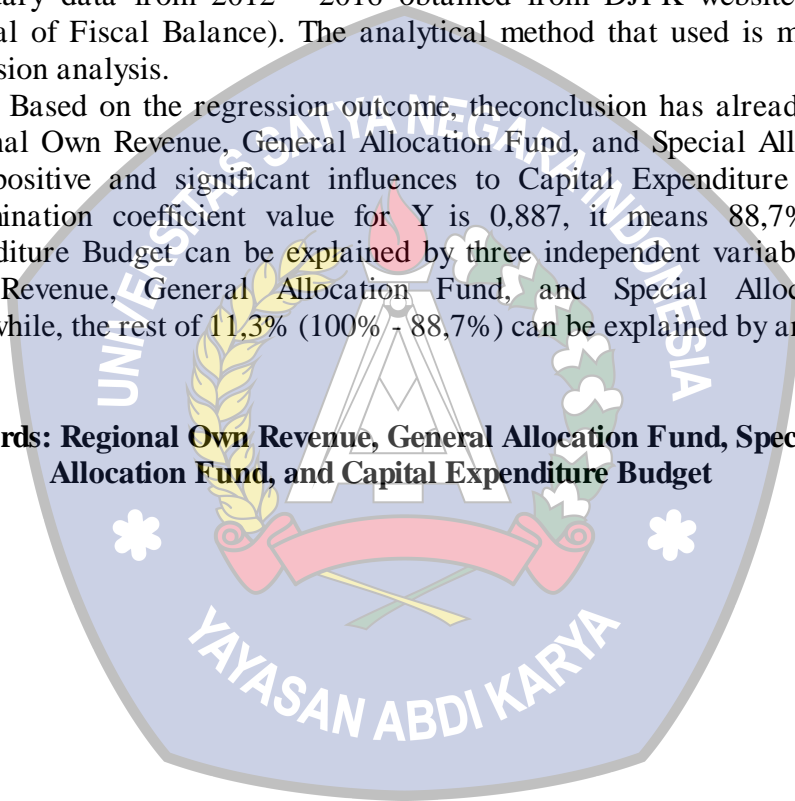 dary data from 2012 - 2016 obtained from DJPK website
al of Fiscal Balance). The analytical method that used is m
sion analysis.
Based on the regression outcome, theconclusion has alread
nal Own Revenue, General Allocation Fund, and Special All
positive and significant influences to Capital Expenditure
mination coefficient value for Y is 0,887, it means 88,7%
diture Budget can be explained by three independent variab
Revenue, General Allocation Fund, and Special Alloc
while, the rest of 11,3% (100% - 88,7%) can be explained by a
rds: Regional Own Revenue, General Allocation Fund, Spec
Allocation Fund, and Capital Expenditure Budget
UNIVERSITAS SATYA NEGARA INDONESIA
YAYASAN ABDI KARYA